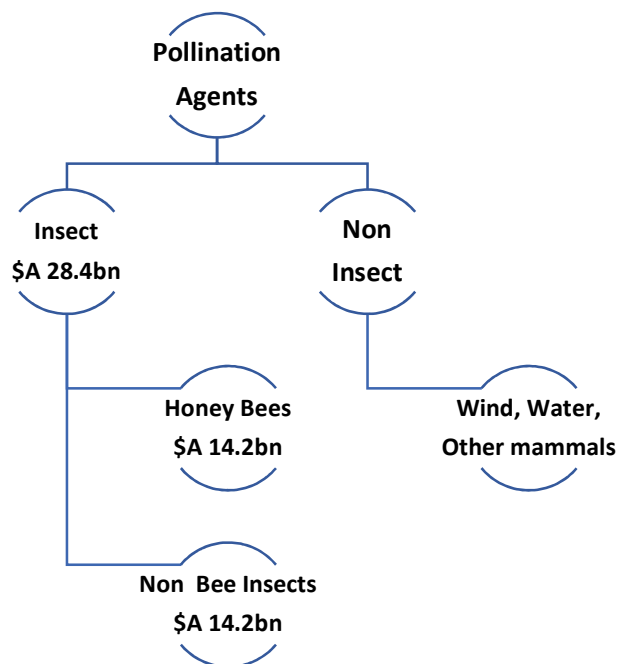 Pollination
Agents
Insect
$A 28.4bn
Non
Insect
Honey Bees
$A 14.2bn
Wind, Water,
Other mammals
Non Bee Insects
$A 14.2bn